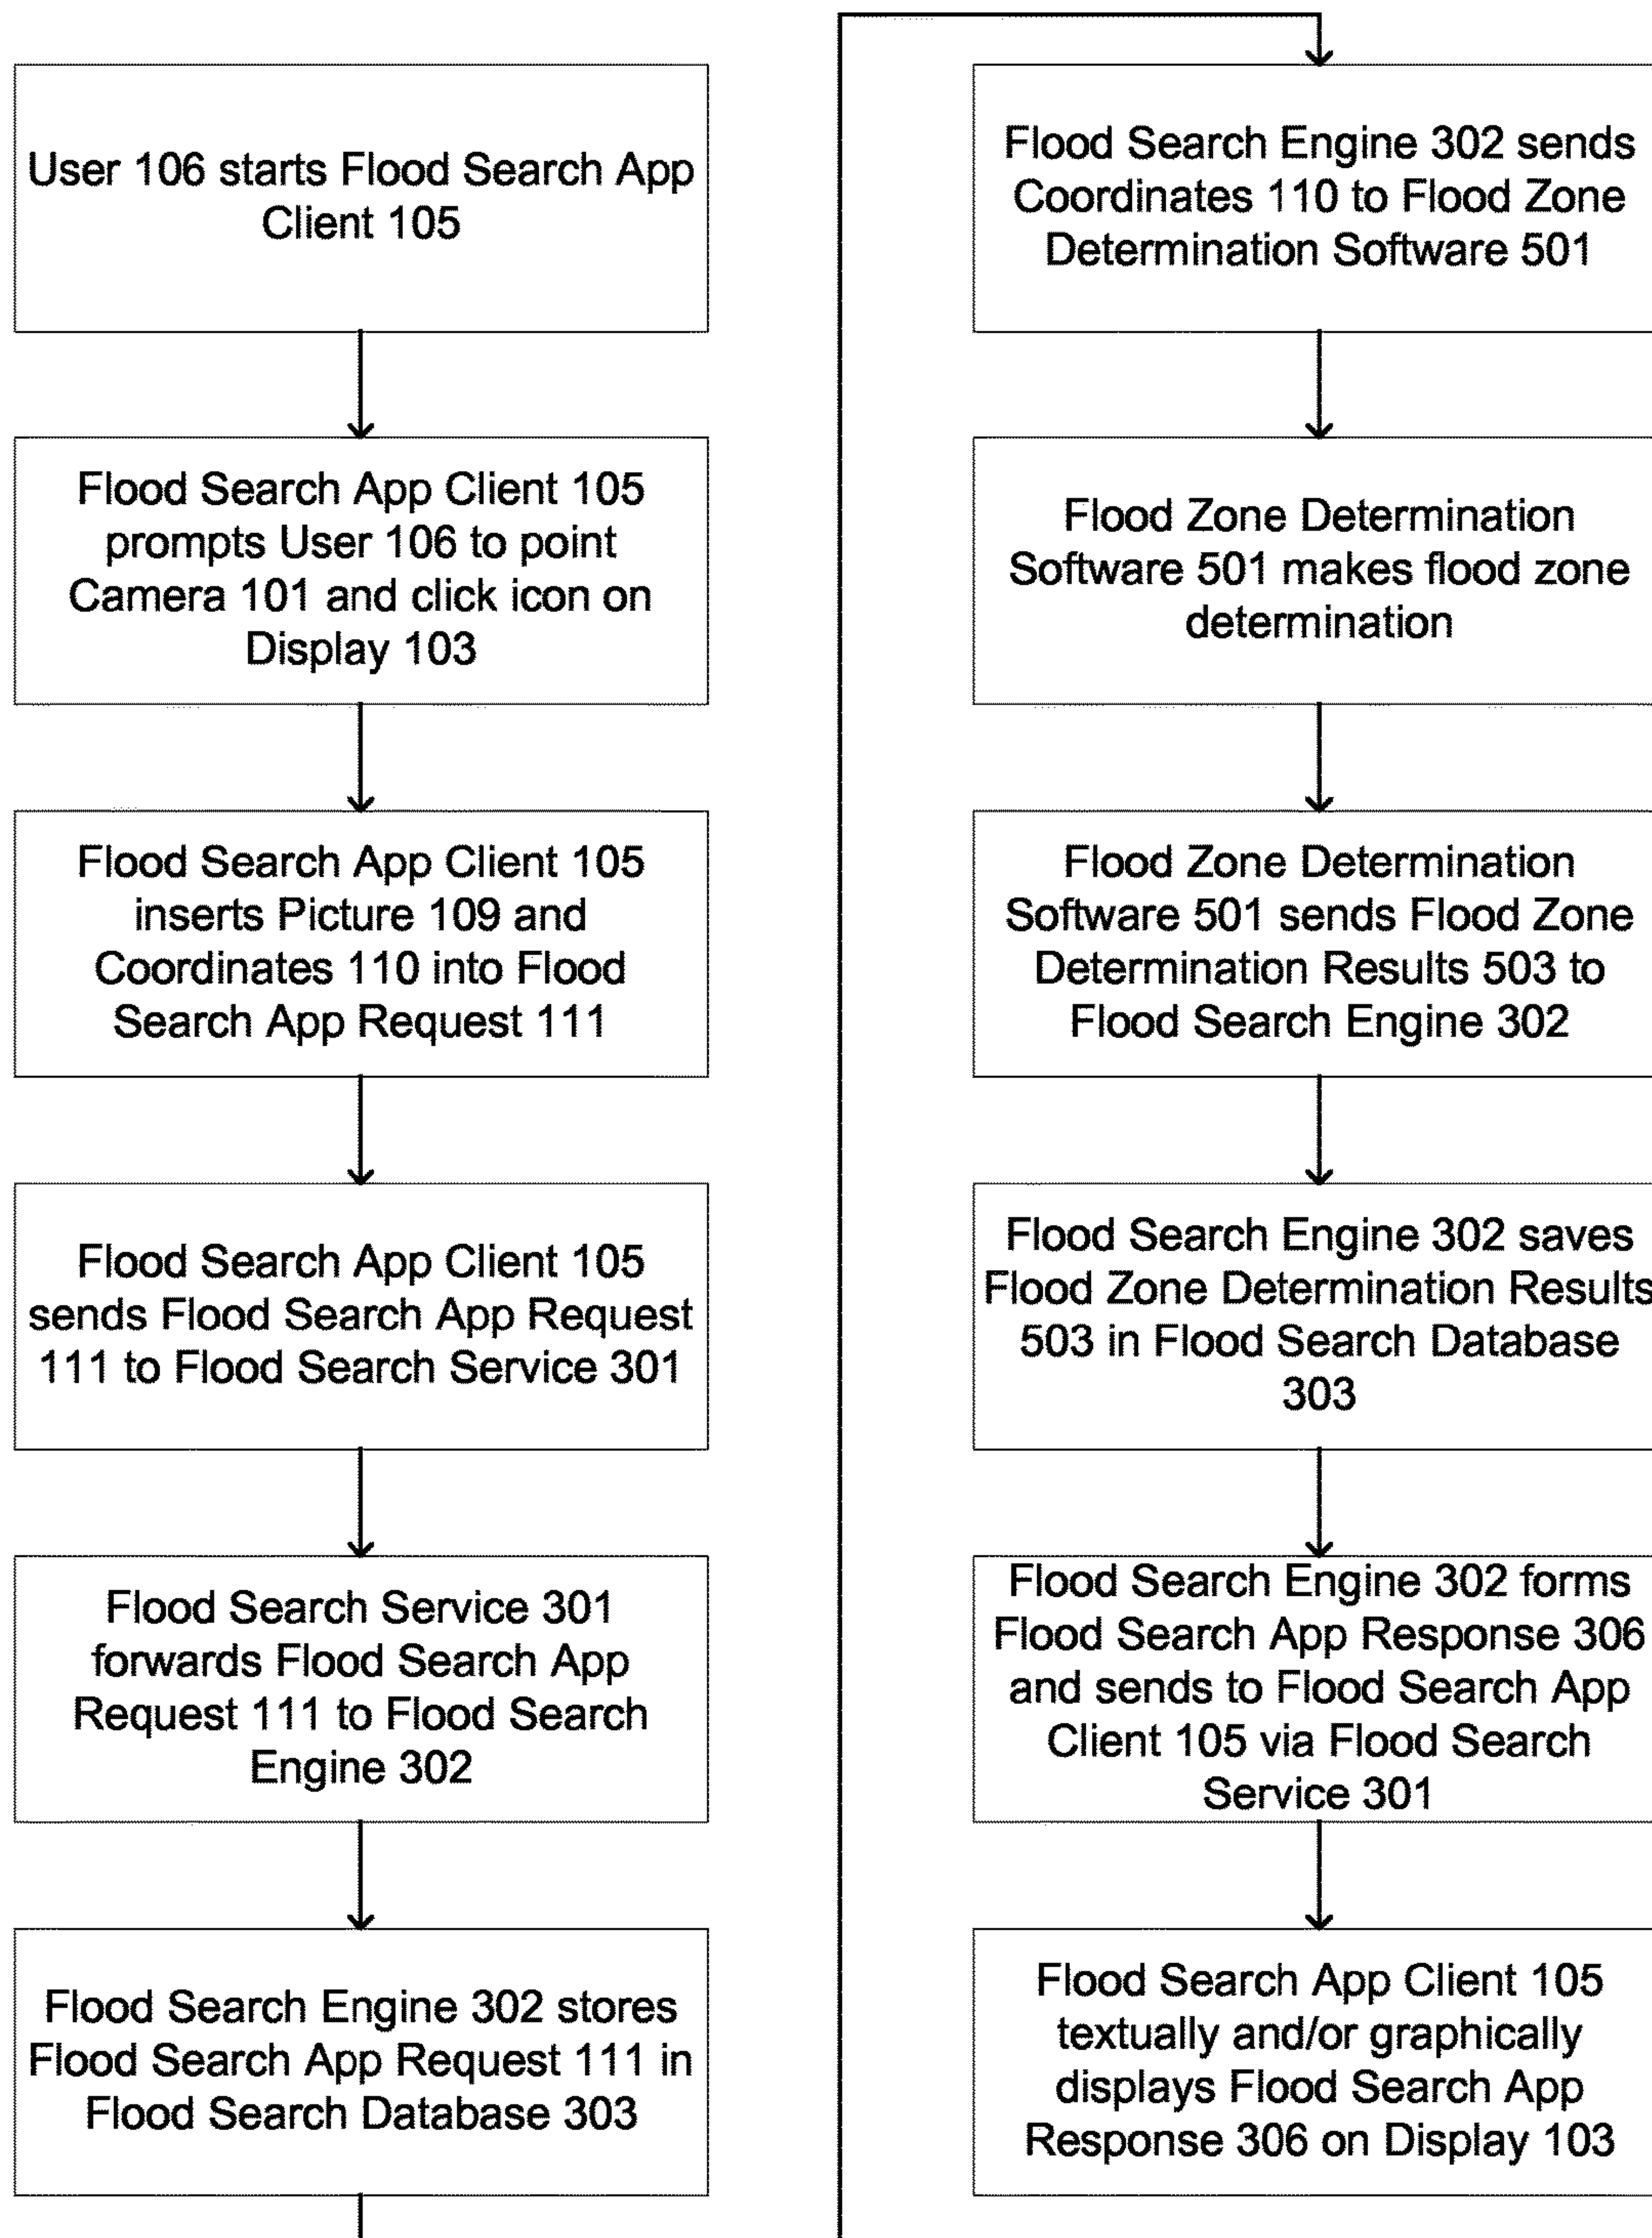 User 106 starts Flood Search App
Client 105
Flood Search App Client 105
prompts User 106 to point
Camera 101 and click icon on
Display 103
Flood Search App Client 105
inserts Picture 109 and
Coordinates 110 into Flood
Search App Request 111
Flood Search App Client 105
sends Flood Search App Request
111 to Flood Search Service 301
Flood Search Service 301
forwards Flood Search App
Request 111 to Flood Search
Engine 302
Flood Search Engine 302 stores
Flood Search App Request 111 in
Flood Search Database 303
Flood Search Engine 302 sends
Coordinates 110 to Flood Zone
Determination Software 501
Flood Zone Determination
Software 501 makes flood zone
determination
Flood Zone Determination
Software 501 sends Flood Zone
Determination Results 503 to
Flood Search Engine 302
Flood Search Engine 302 saves
Flood Zone Determination Results
503 in Flood Search Database
303
Flood Search Engine 302 forms
Flood Search App Response 306
and sends to Flood Search App
Client 105 via Flood Search
Service 301
Flood Search App Client 105
textually and/or graphically
displays Flood Search App
Response 306 on Display 103